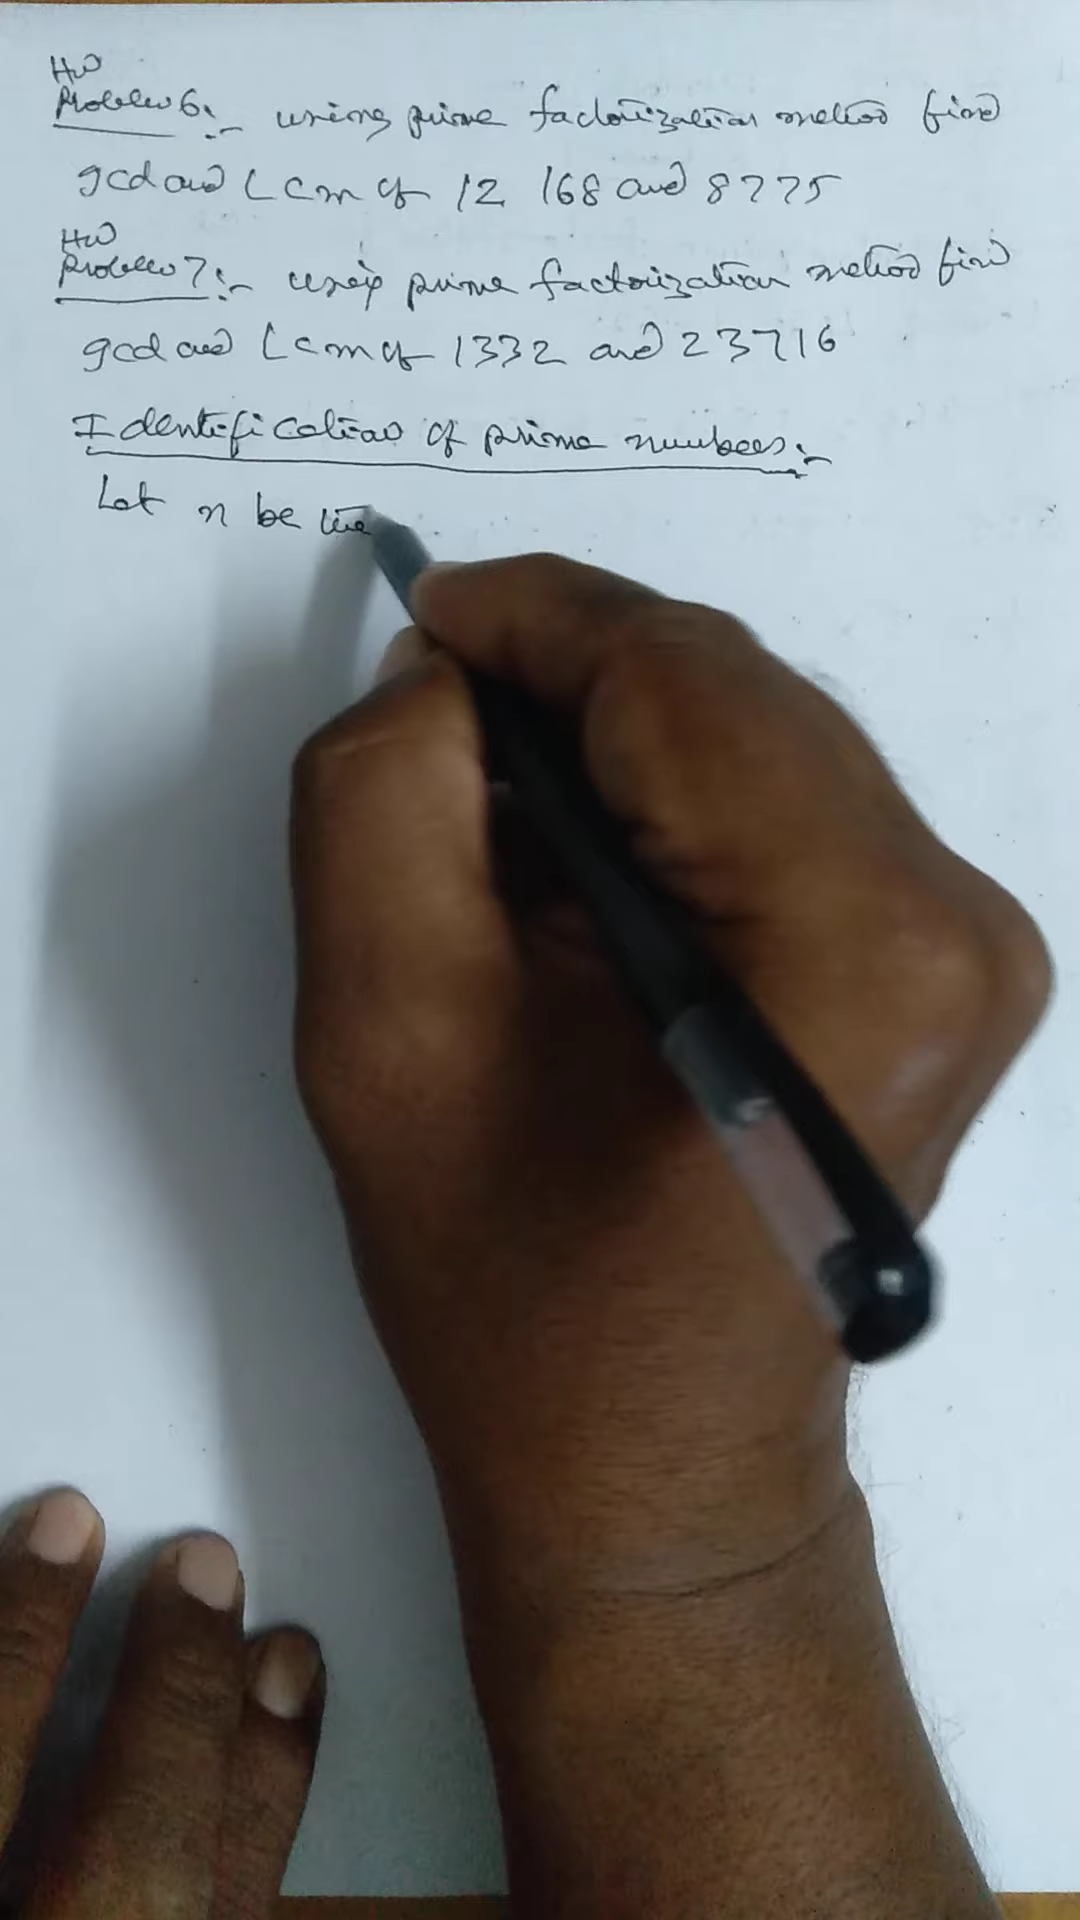 HW
Problem 6:- using prime factorization method find
gcd and Lcm of 12 168 and 8775
HW
Problem 7:- using prime factorization method find
gcd and Lcm of 1332 and 23716
Identification of prime numbers:-
Let n be the